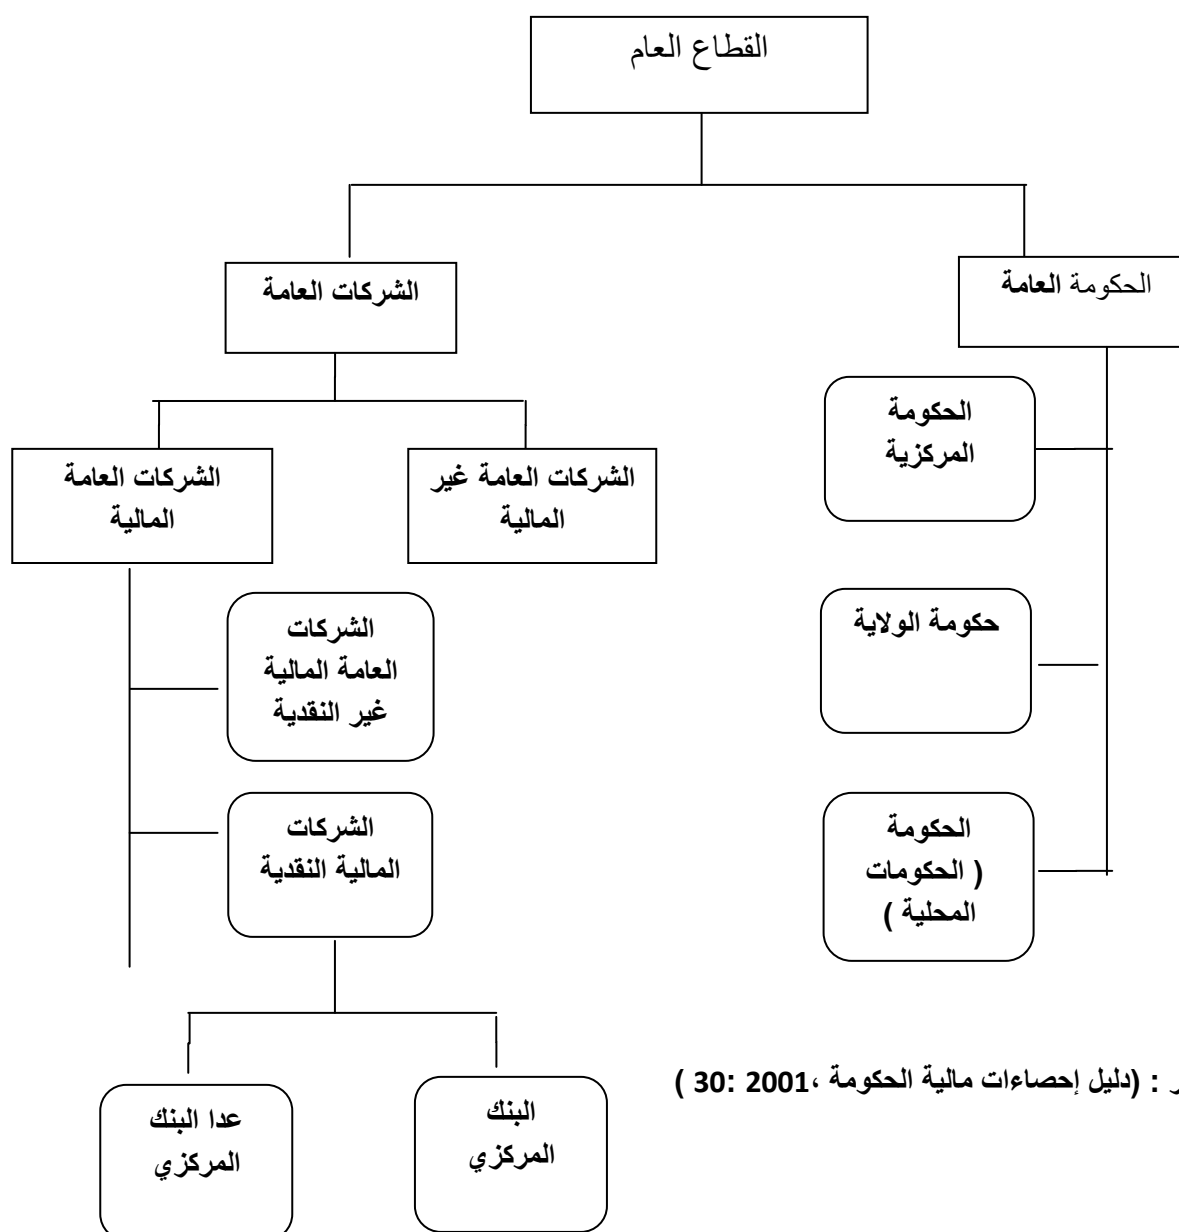 القطاع العام
الحكومة العامة
الشركات العامة
الحكومة
المركزية
الشركات العامة غير
المالية
الشركات العامة
المالية
حكومة الولاية
الشركات
العامة المالية
غير النقدية
الحكومة
( الحكومات
المحلية )
الشركات
المالية النقدية
ر : (دليل إحصاءات مالية الحكومة ،2001 :30 )
البنك
المركزي
عدا البنك
المركزي